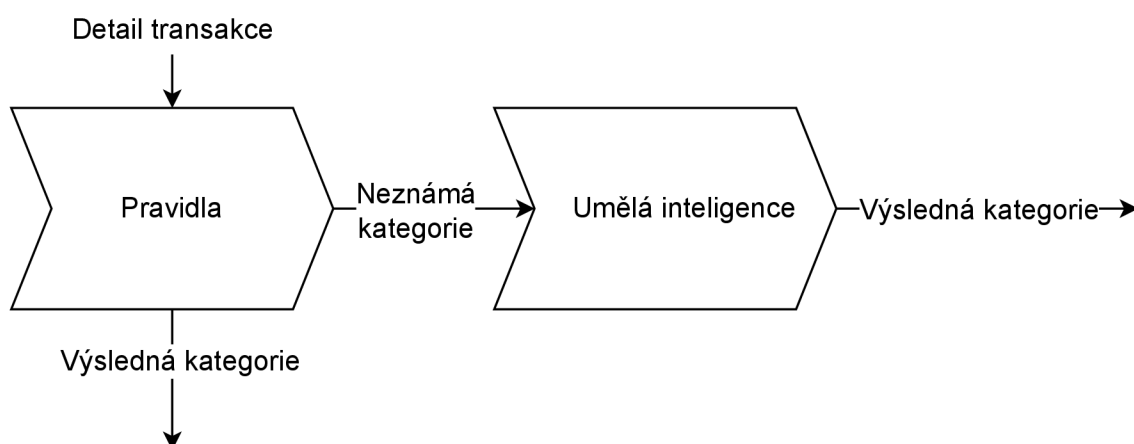 Detail transakce
Pravidla
Neznámá
kategorie
Umělá inteligence
Výsledná kategorie
Výsledná kategorie